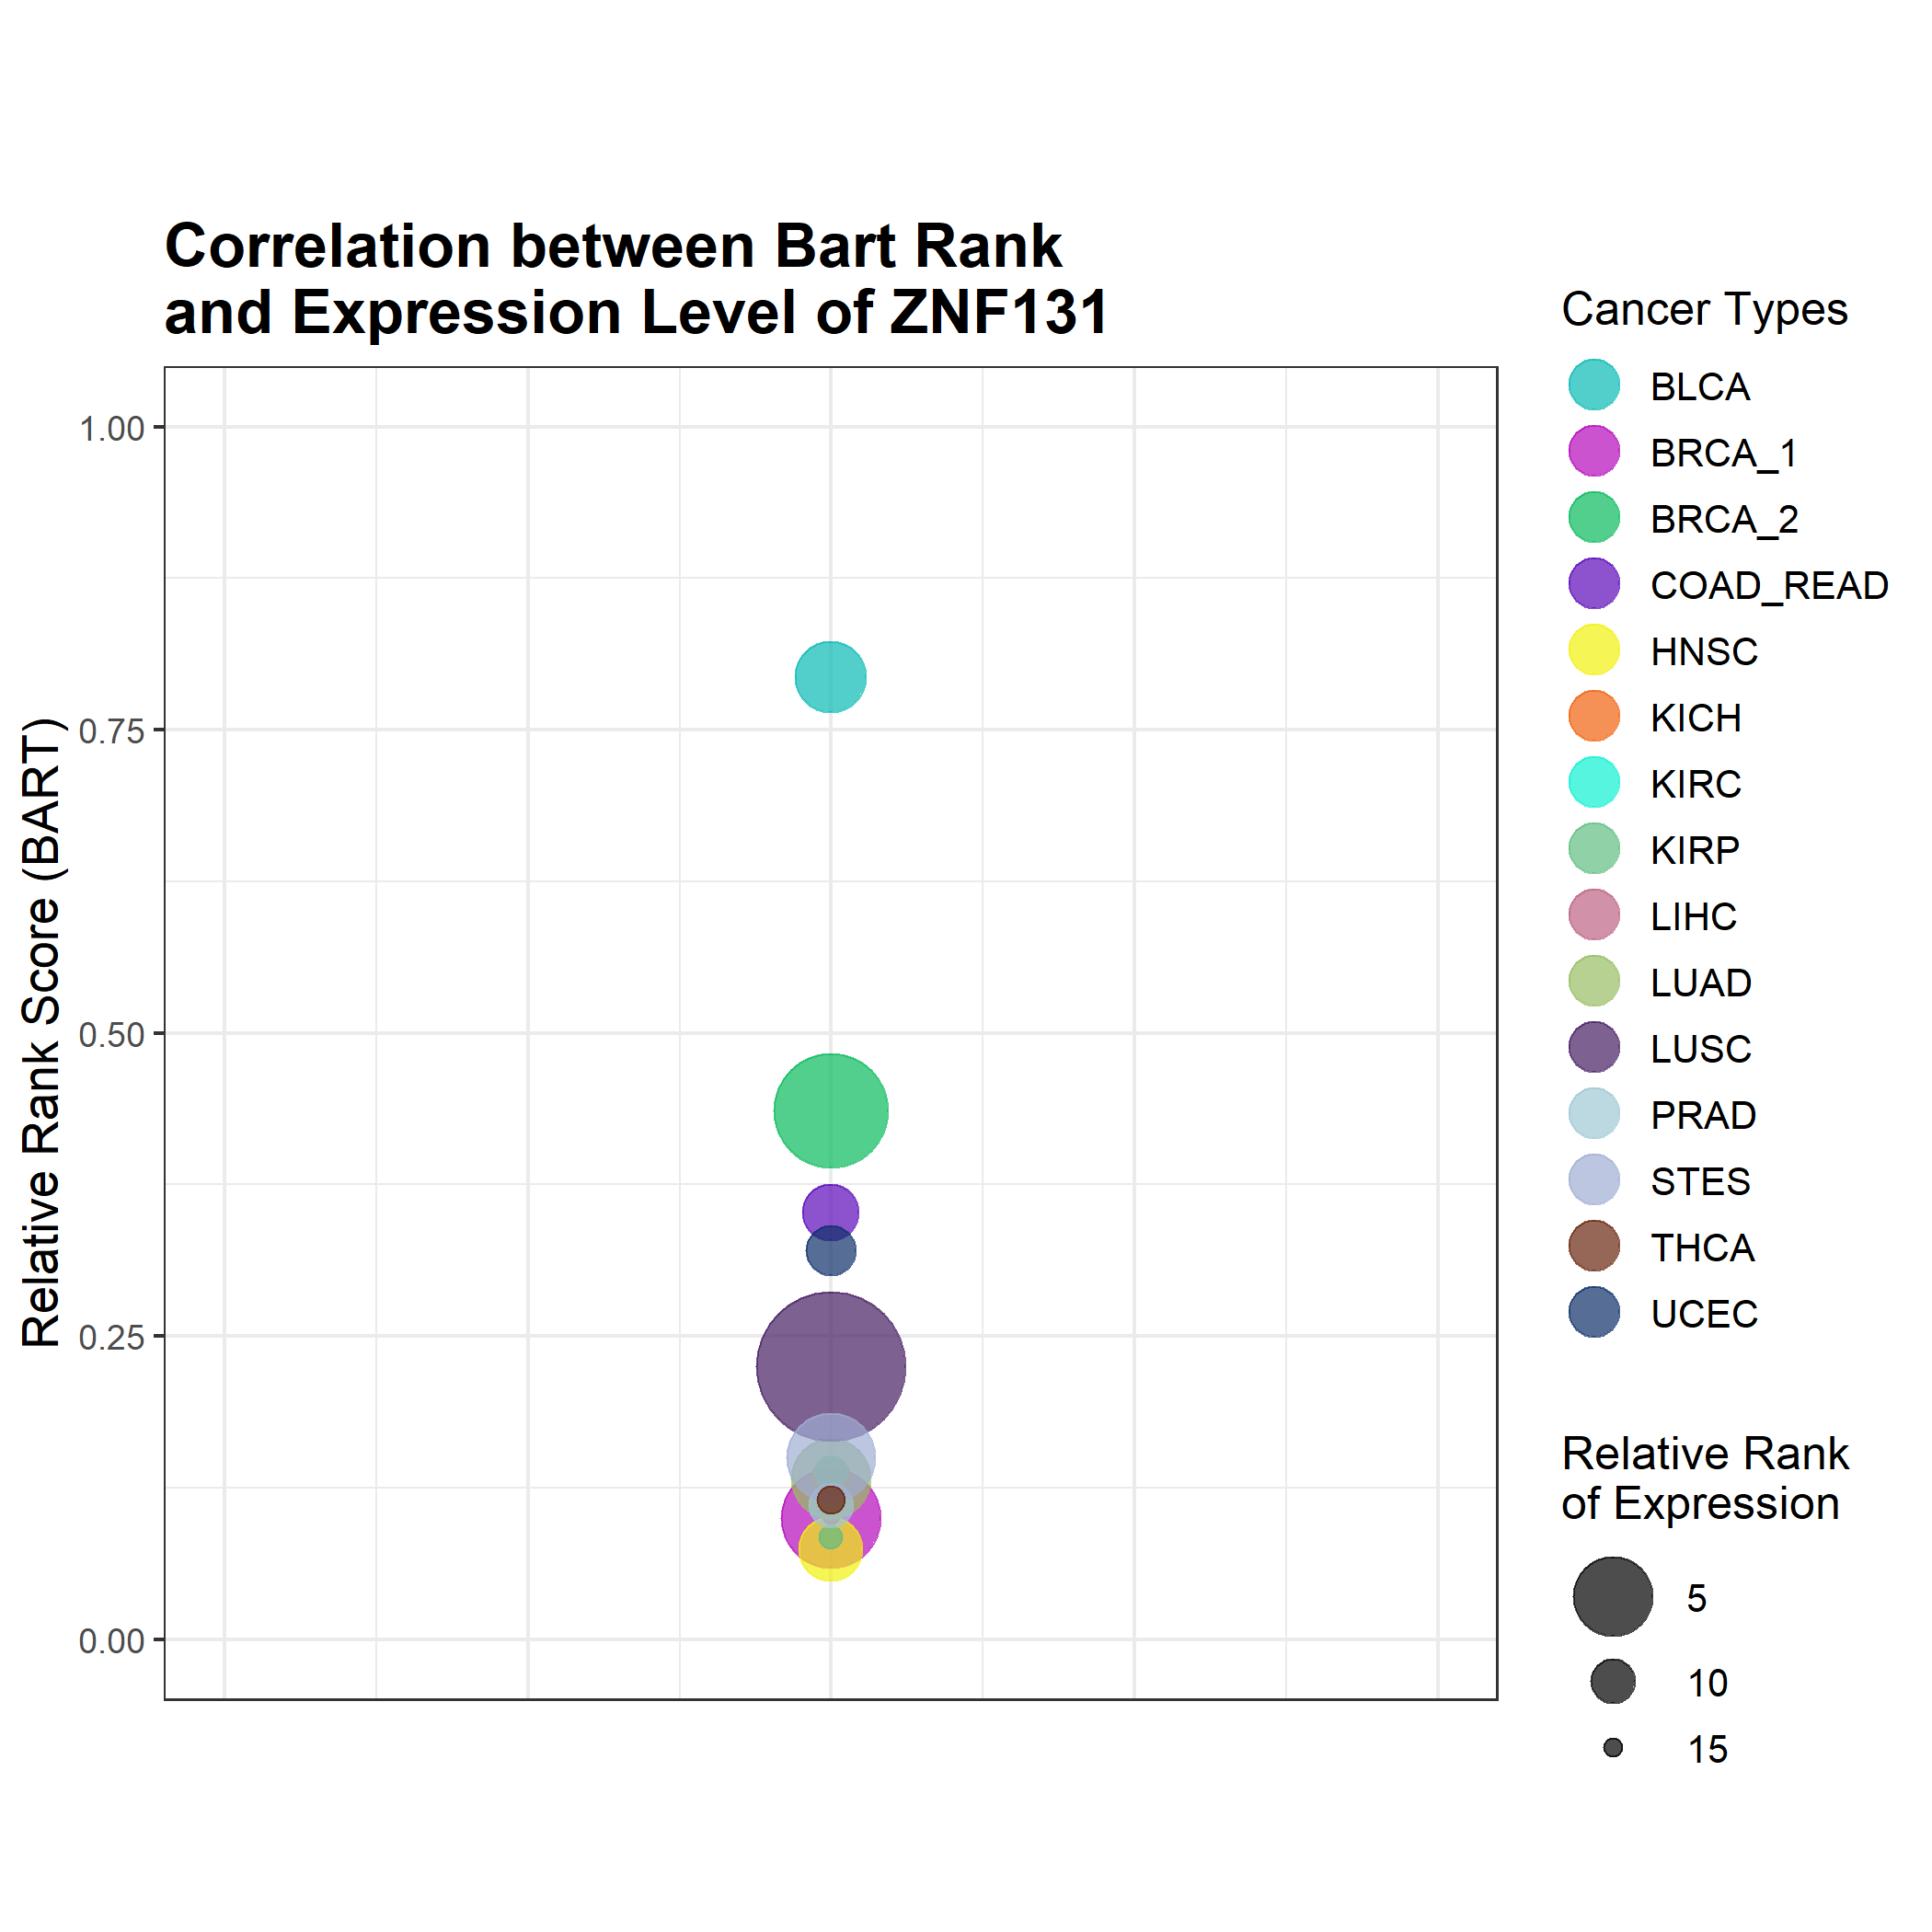 Correlation between Bart Rank
and Expression Level of ZNF131
Relative Rank Score (BART)
1.00
0.75
0.50
0.25
0.00
Cancer Types
BLCA
BRCA_1
BRCA_2
COAD_READ
HNSC
KICH
KIRC
KIRP
LIHC
LUAD
LUSC
PRAD
STES
THCA
UCEC
Relative Rank
of Expression
5
10
15